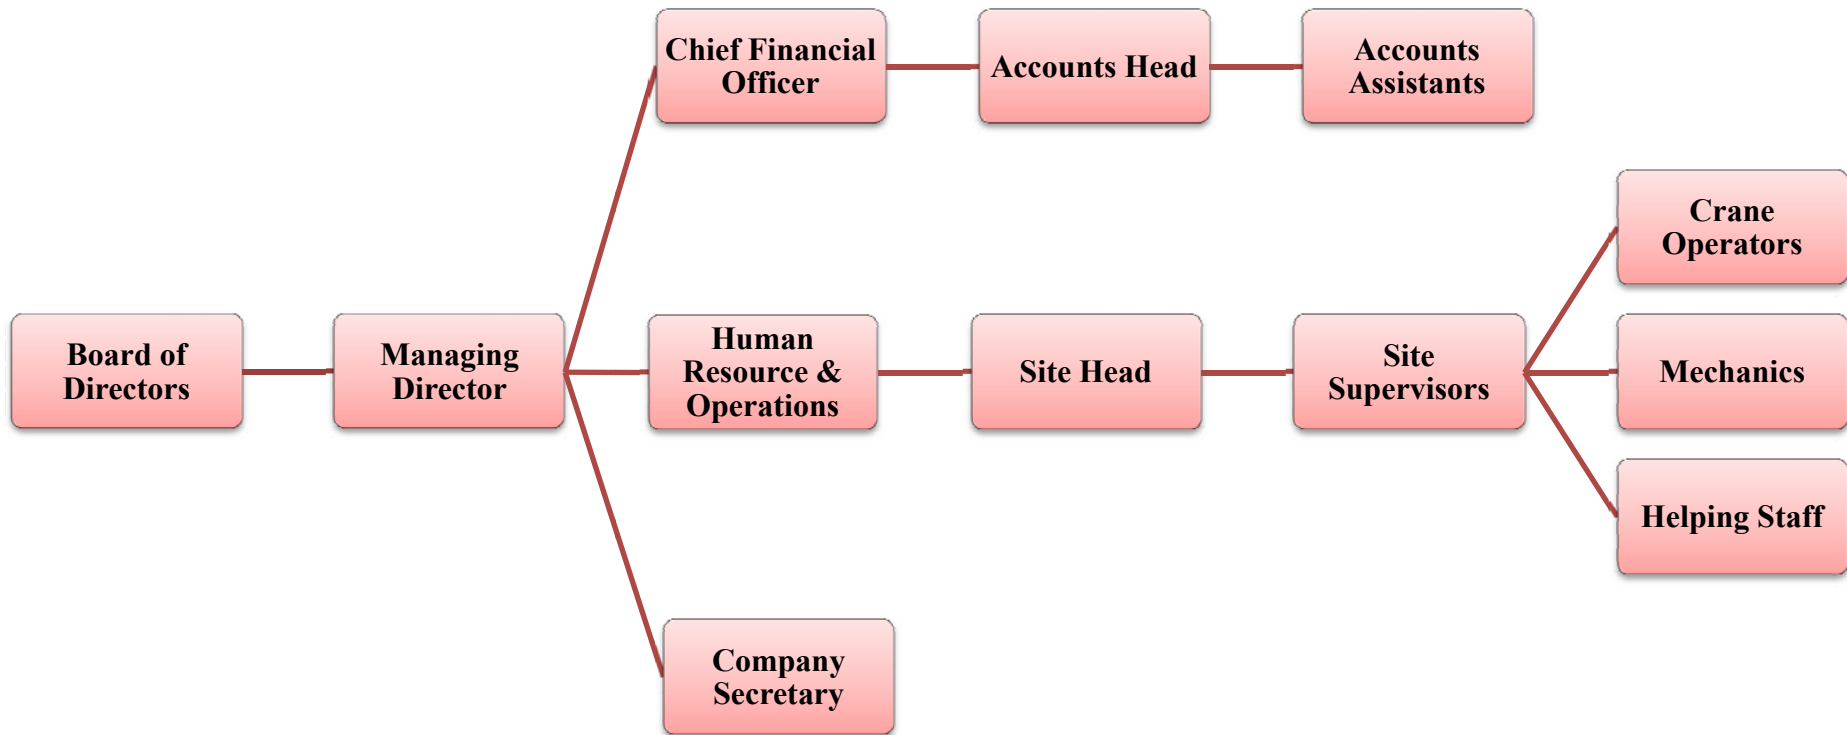 Chief Financial
Officer
Accounts Head
Accounts
Assistants
Crane
Operators
Board of
Directors
Managing
Director
Human
Resource &
Operations
Site Head
Site
Supervisors
Mechanics
Helping Staff
Company
Secretary